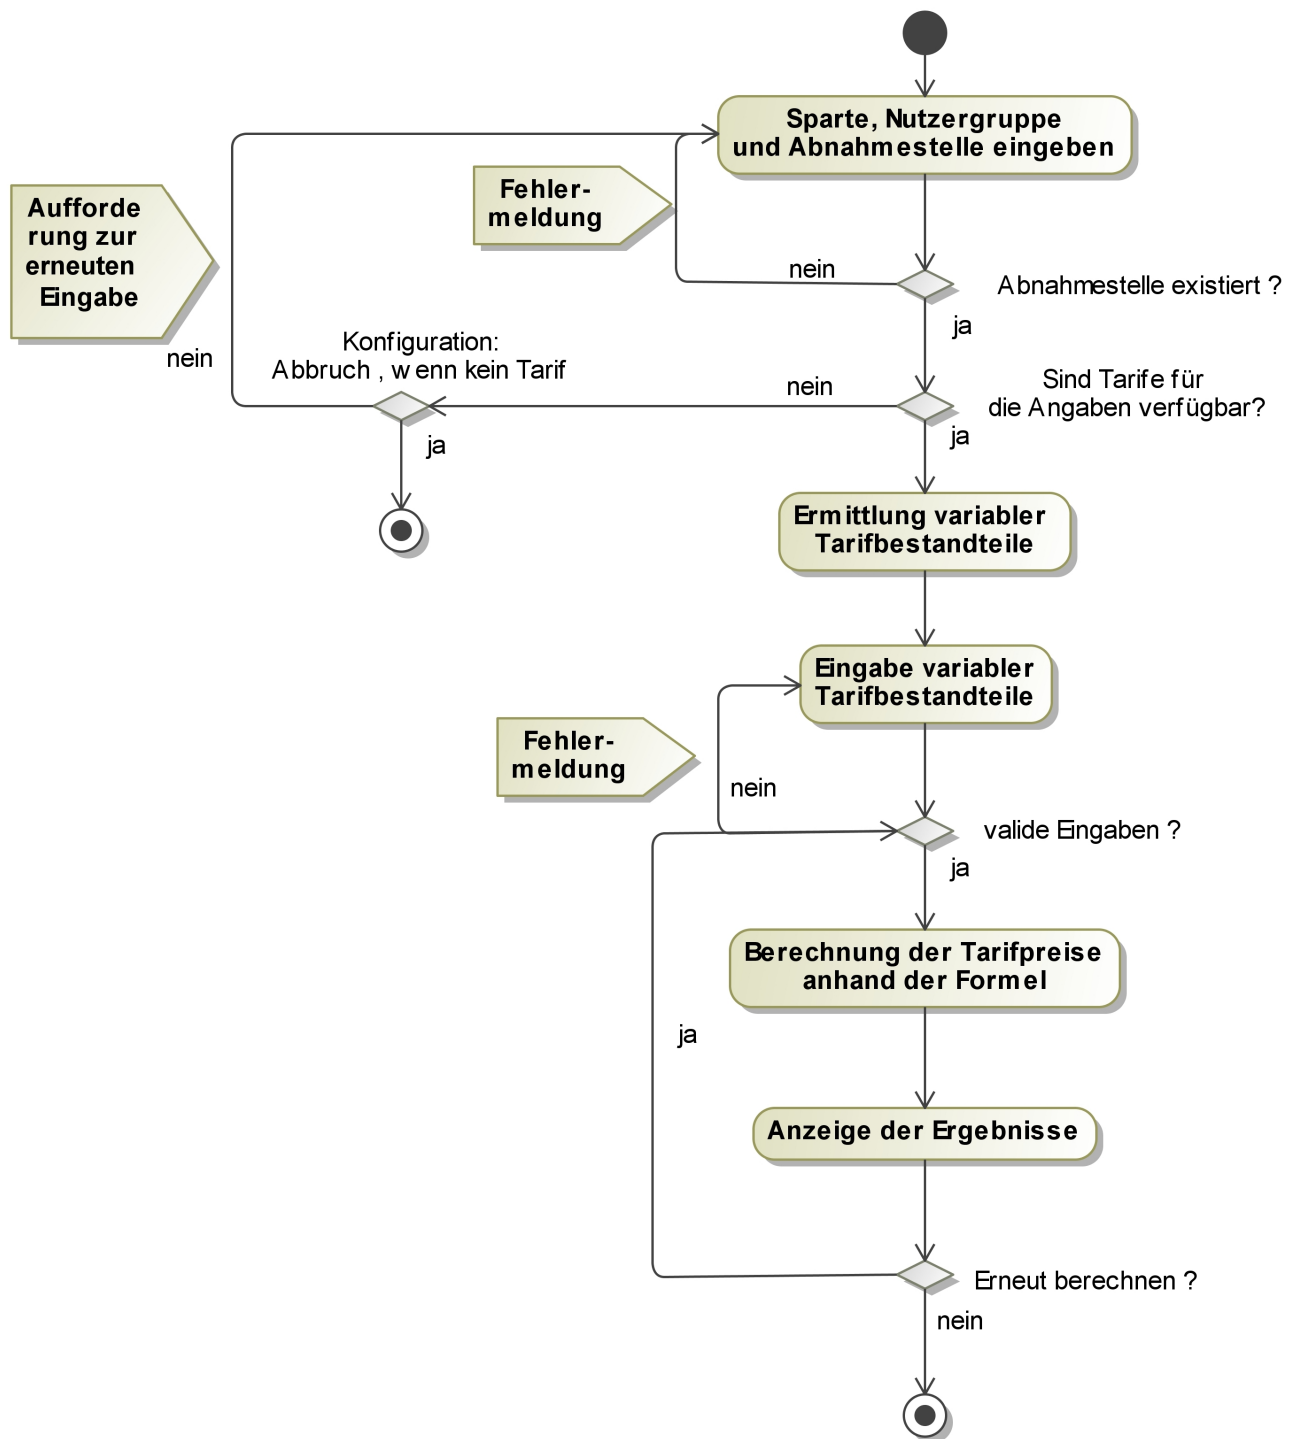 Sparte, Nutzergruppe
und Abnahmestelle eingeben
Fehler-
meldung
Aufforde
rung zur
erneuten
Eingabe
nein
Abnahmestelle existiert ?
ja
nein
Konfiguration:
Abbruch , wenn kein Tarif
nein
Sind Tarife für
die Angaben verfügbar?
ja
ja
Ermittlung variabler
Tarifbestandteile
Eingabe variabler
Tarifbestandteile
Fehler-
meldung
nein
valide Eingaben ?
ja
Berechnung der Tarifpreise
anhand der Formel
ja
Anzeige der Ergebnisse
Erneut berechnen ?
nein